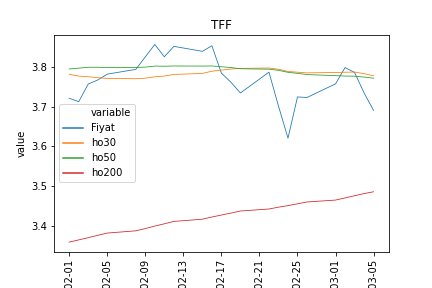 TFF
value
3.8
3.7
3.6
3.5
3.4
variable
Fiyat
ho30
ho50
ho200
02-01
02-05
02-09
02-13
02-17
02-21
02-25
03-01
03-05